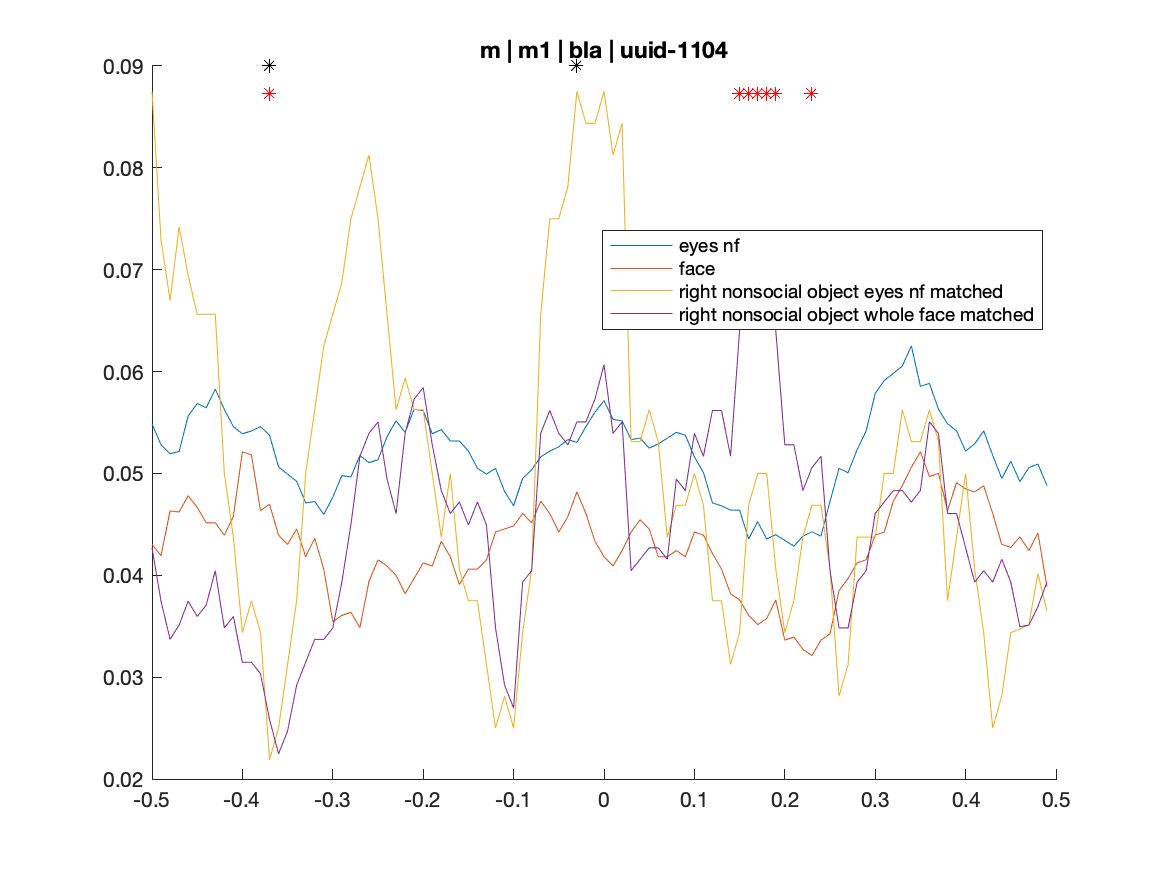 m | m1 | bla | uuid-1104
0.09
0.08
0.07
0.06
0.05
0.04
0.03
0.02
eyes nf
face
right nonsocial object eyes nf matched
right nonsocial object whole face matched
-0.5 -0.4 -0.3 -0.2 -0.1 0 0.1 0.2 0.3 0.4 0.5